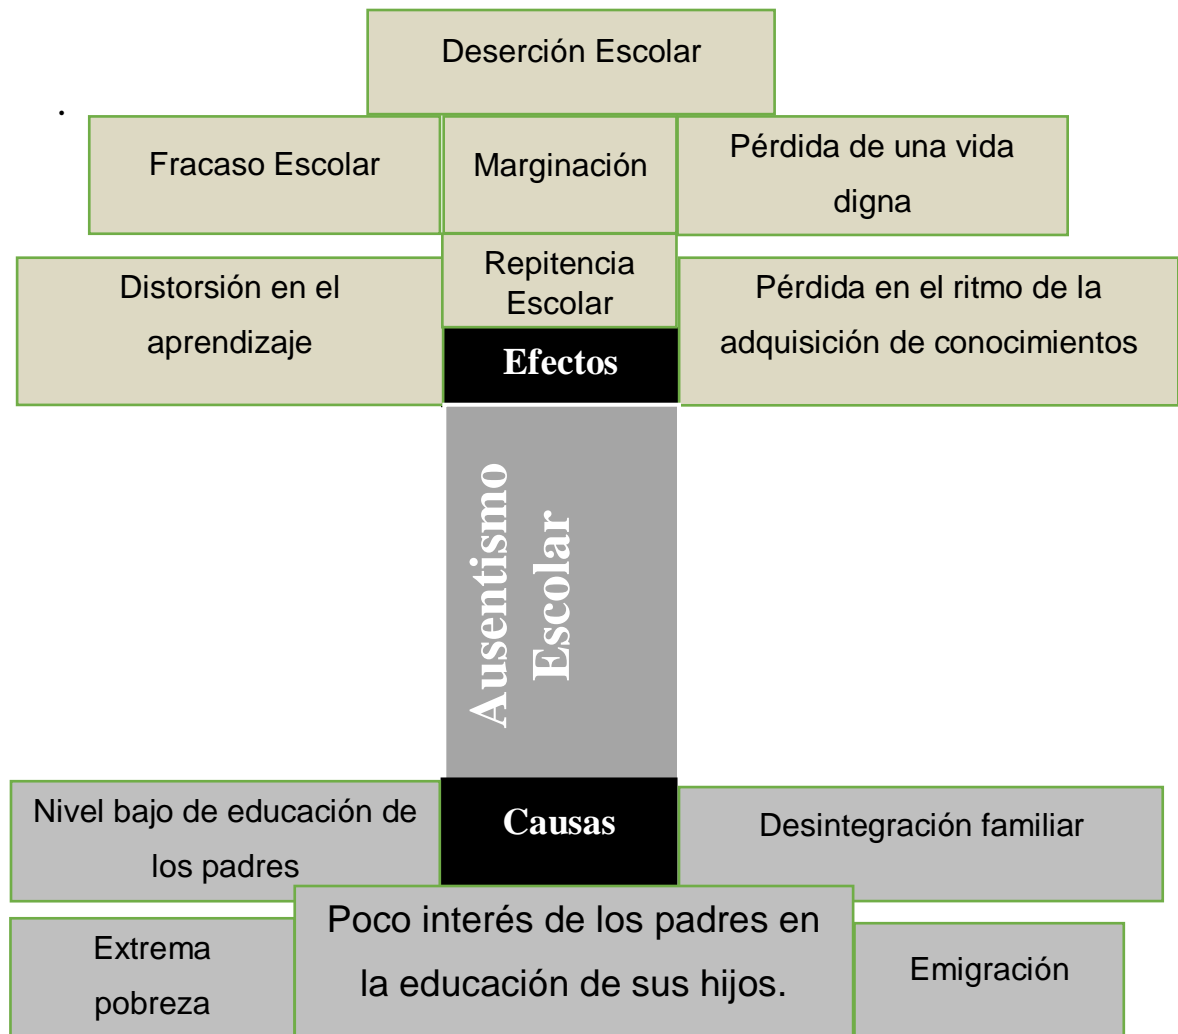 Deserción Escolar
.
Fracaso Escolar
Marginación
Pérdida de una vida
digna
Distorsión en el
aprendizaje
Repitencia
Escolar
Pérdida en el ritmo de la
adquisición de conocimientos
Efectos
Ausentismo
Escolar
Nivel bajo de educación de
los padres
Causas
Desintegración familiar
Extrema
pobreza
Poco interés de los padres en
la educación de sus hijos.
Emigración